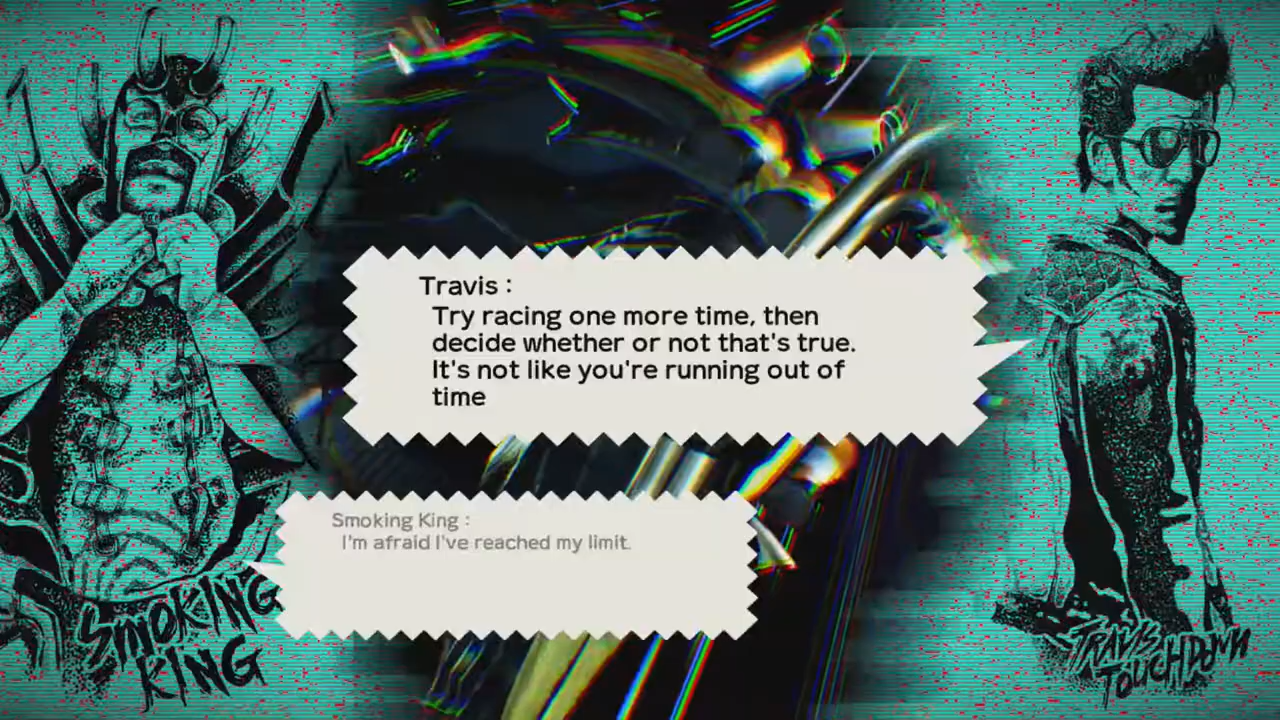 Travis :
Try racing one more time, then
decide whether or not that's true.
It's not like you're running out of
time
Smoking King :
I'm afraid I've reached my limit.
SMOKING
KING
TRAVIS
TOUCHDOWN